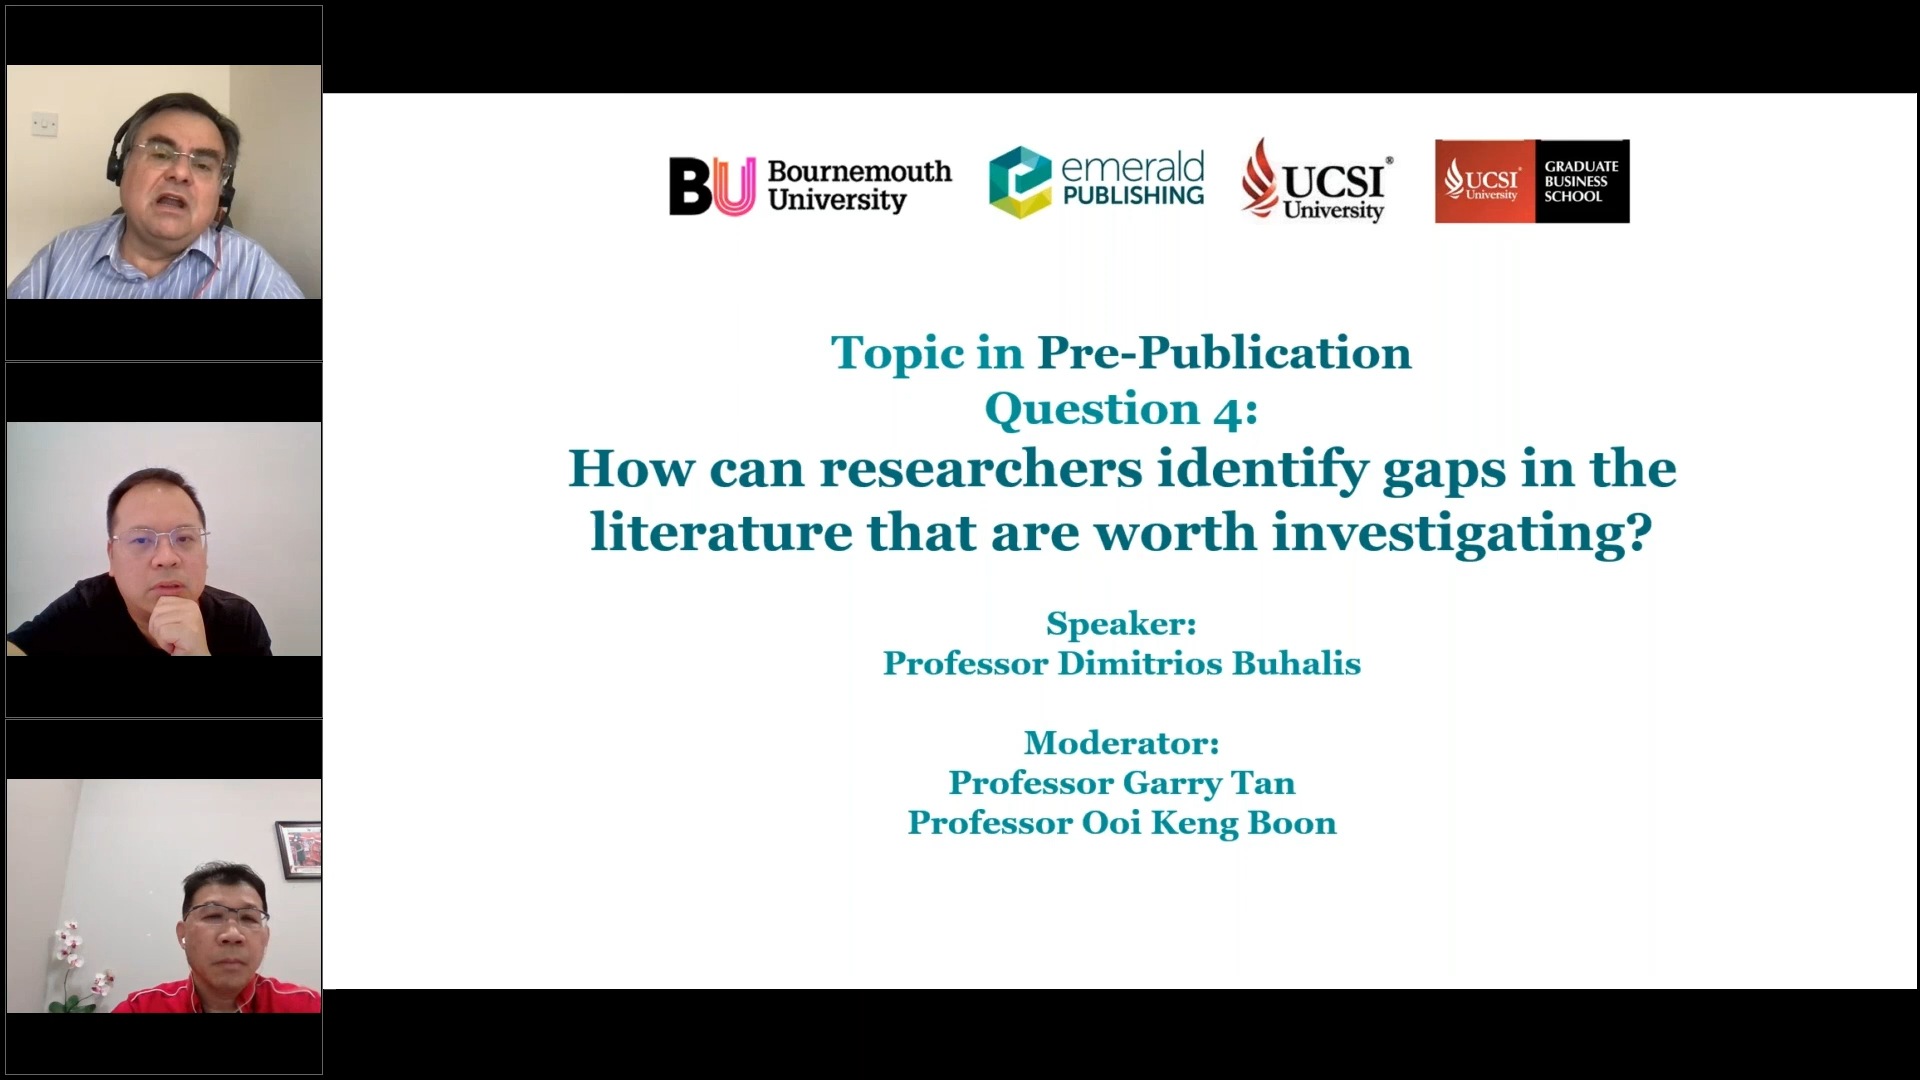 BU Bournemouth
University
emerald
PUBLISHING
UCSI®
University
UCSI®
University
GRADUATE
BUSINESS
SCHOOL
Topic in Pre-Publication
Question 4:
How can researchers identify gaps in the
literature that are worth investigating?
Speaker:
Professor Dimitrios Buhalis
Moderator:
Professor Garry Tan
Professor Ooi Keng Boon